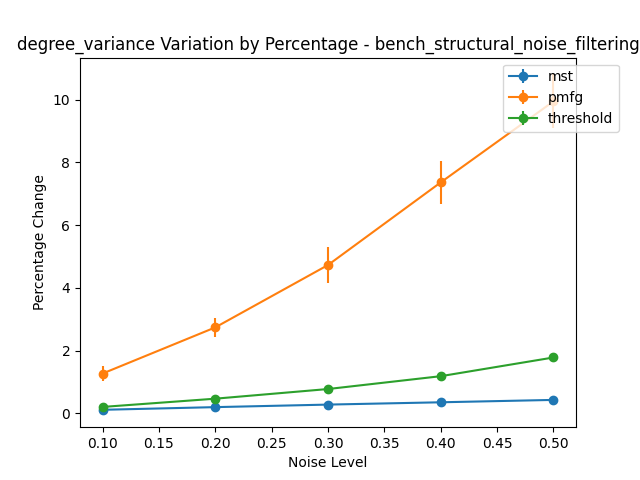 degree_variance Variation by Percentage - bench_structural_noise_filtering
mst
pmfg
threshold
Percentage Change
10
8
6
4
2
0
0.10 0.15 0.20 0.25 0.30 0.35 0.40 0.45 0.50
Noise Level